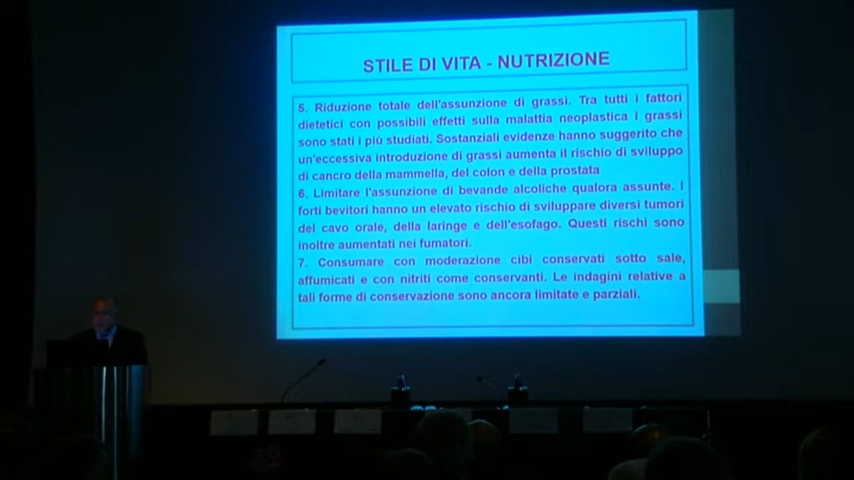 STILE DI VITA - NUTRIZIONE
5. Riduzione totale dell'assunzione di grassi. Tra tutti i fattori
dietetici con possibili effetti sulla malattia neoplastica i grassi
sono stati i più studiati. Sostanziali evidenze hanno suggerito che
un'eccessiva introduzione di grassi aumenta il rischio di sviluppo
di cancro della mammella, del colon e della prostata
6. Limitare l'assunzione di bevande alcoliche qualora assunte. I
forti bevitori hanno un elevato rischio di sviluppare diversi tumori
del cavo orale, della laringe e dell'esofago. Questi rischi sono
inoltre aumentati nei fumatori.
7. Consumare con moderazione cibi conservati sotto sale,
affumicati e con nitriti come conservanti. Le indagini relative a
tali forme di conservazione sono ancora limitate e parziali.